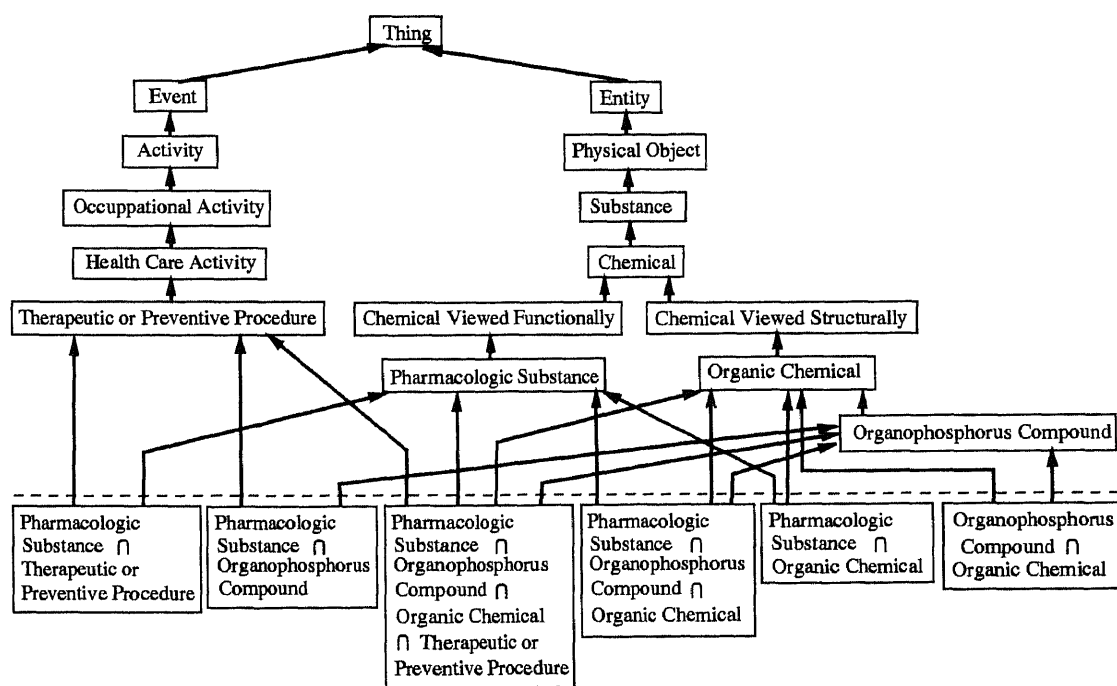 Thing
Event
Entity
Activity
Physical Object
Occuppational Activity
Substance
Health Care Activity
Chemical
Therapeutic or Preventive Procedure
Chemical Viewed Functionally
Chemical Viewed Structurally
Pharmacologic Substance
Organic Chemical
Organophosphorus Compound
Pharmacologic
Substance ∩
Therapeutic or
Preventive Procedure
Pharmacologic
Substance ∩
Organophosphorus
Compound
Pharmacologic
Substance ∩
Organophosphorus
Compound ∩
Organic Chemical
∩ Therapeutic or
Preventive Procedure
Pharmacologic
Substance ∩
Organophosphorus
Compound ∩
Organic Chemical
Pharmacologic
Substance ∩
Organic Chemical
Organophosphorus
Compound ∩
Organic Chemical